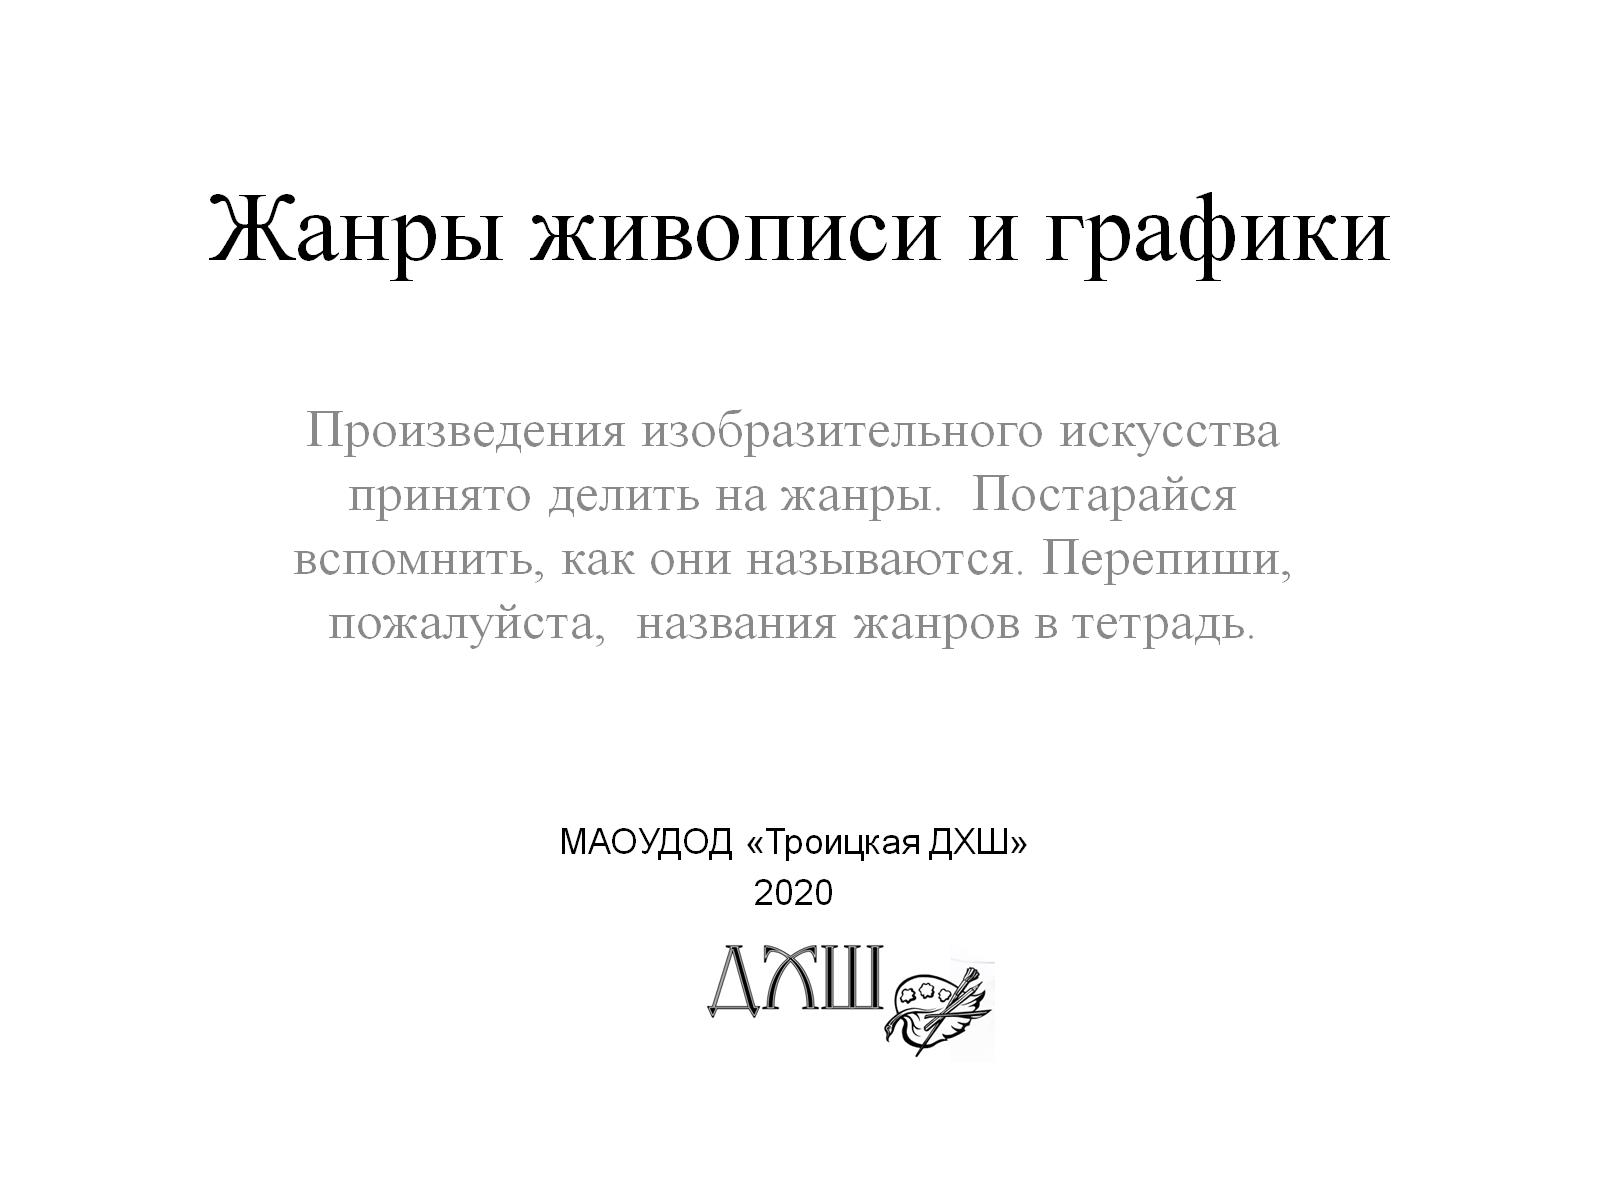 Жанры живописи и графики
Произведения изобразительного искусства
принято делить на жанры.  Постарайся
вспомнить, как они называются. Перепиши,
пожалуйста,  названия жанров в тетрадь.
МАОУДОД «Троицкая ДХШ»
2020
ДХШ